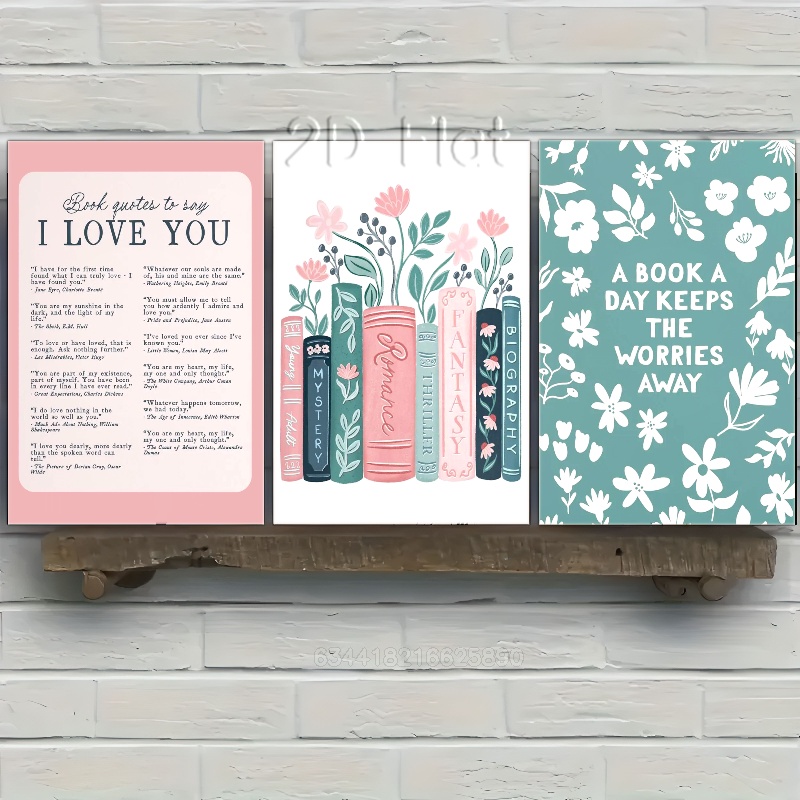 2D Flat
Book quotes to say
I LOVE YOU
"I have for the first time
found what I can truly love - I
have found you."
- Jane Eyre, Charlotte Brontë
"You are my sunshine in the
dark, and the light of my
life."
- The Sheik, E.M. Hull
"To love or have loved, that is
enough. Ask nothing further."
- Les Misérables, Victor Hugo
"You are part of my existence,
part of myself. You have been
in every line I have ever read."
- Great Expectations, Charles Dickens
"I do love nothing in the
world so well as you."
- Much Ado About Nothing, William
Shakespeare
"I love you dearly, more dearly
than the spoken word can
tell."
- The Picture of Dorian Gray, Oscar
Wilde
"Whatever our souls are made
of, his and mine are the same."
- Wuthering Heights, Emily Brontë
"You must allow me to tell
you how ardently I admire and
love you."
- Pride and Prejudice, Jane Austen
"I've loved you ever since I've
known you."
- Little Women, Louisa May Alcott
"You are my heart, my life,
my one and only thought."
- The White Company, Arthur Conan
Doyle
"Whatever happens tomorrow,
we had today."
- The Age of Innocence, Edith Wharton
"You are my heart, my life,
my one and only thought."
- The Count of Monte Cristo, Alexandre
Dumas
Young Adult
MYSTERY
Romance
THRILLER
FANTASY
BIOGRAPHY
A BOOK A
DAY KEEPS
THE
WORRIES
AWAY
634418216625890